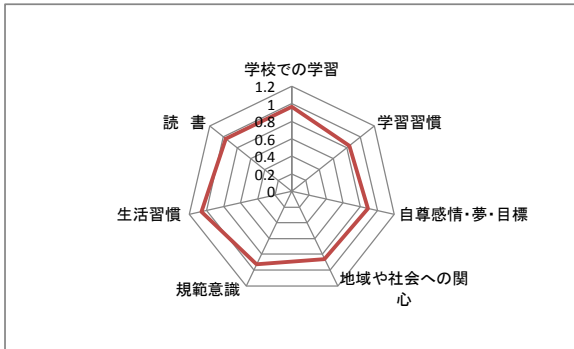 学校での学習
1.2
1
0.8
0.6
0.4
0.2
0
学習習慣
自尊感情・夢・目標
地域や社会への関
心
規範意識
生活習慣
読　書